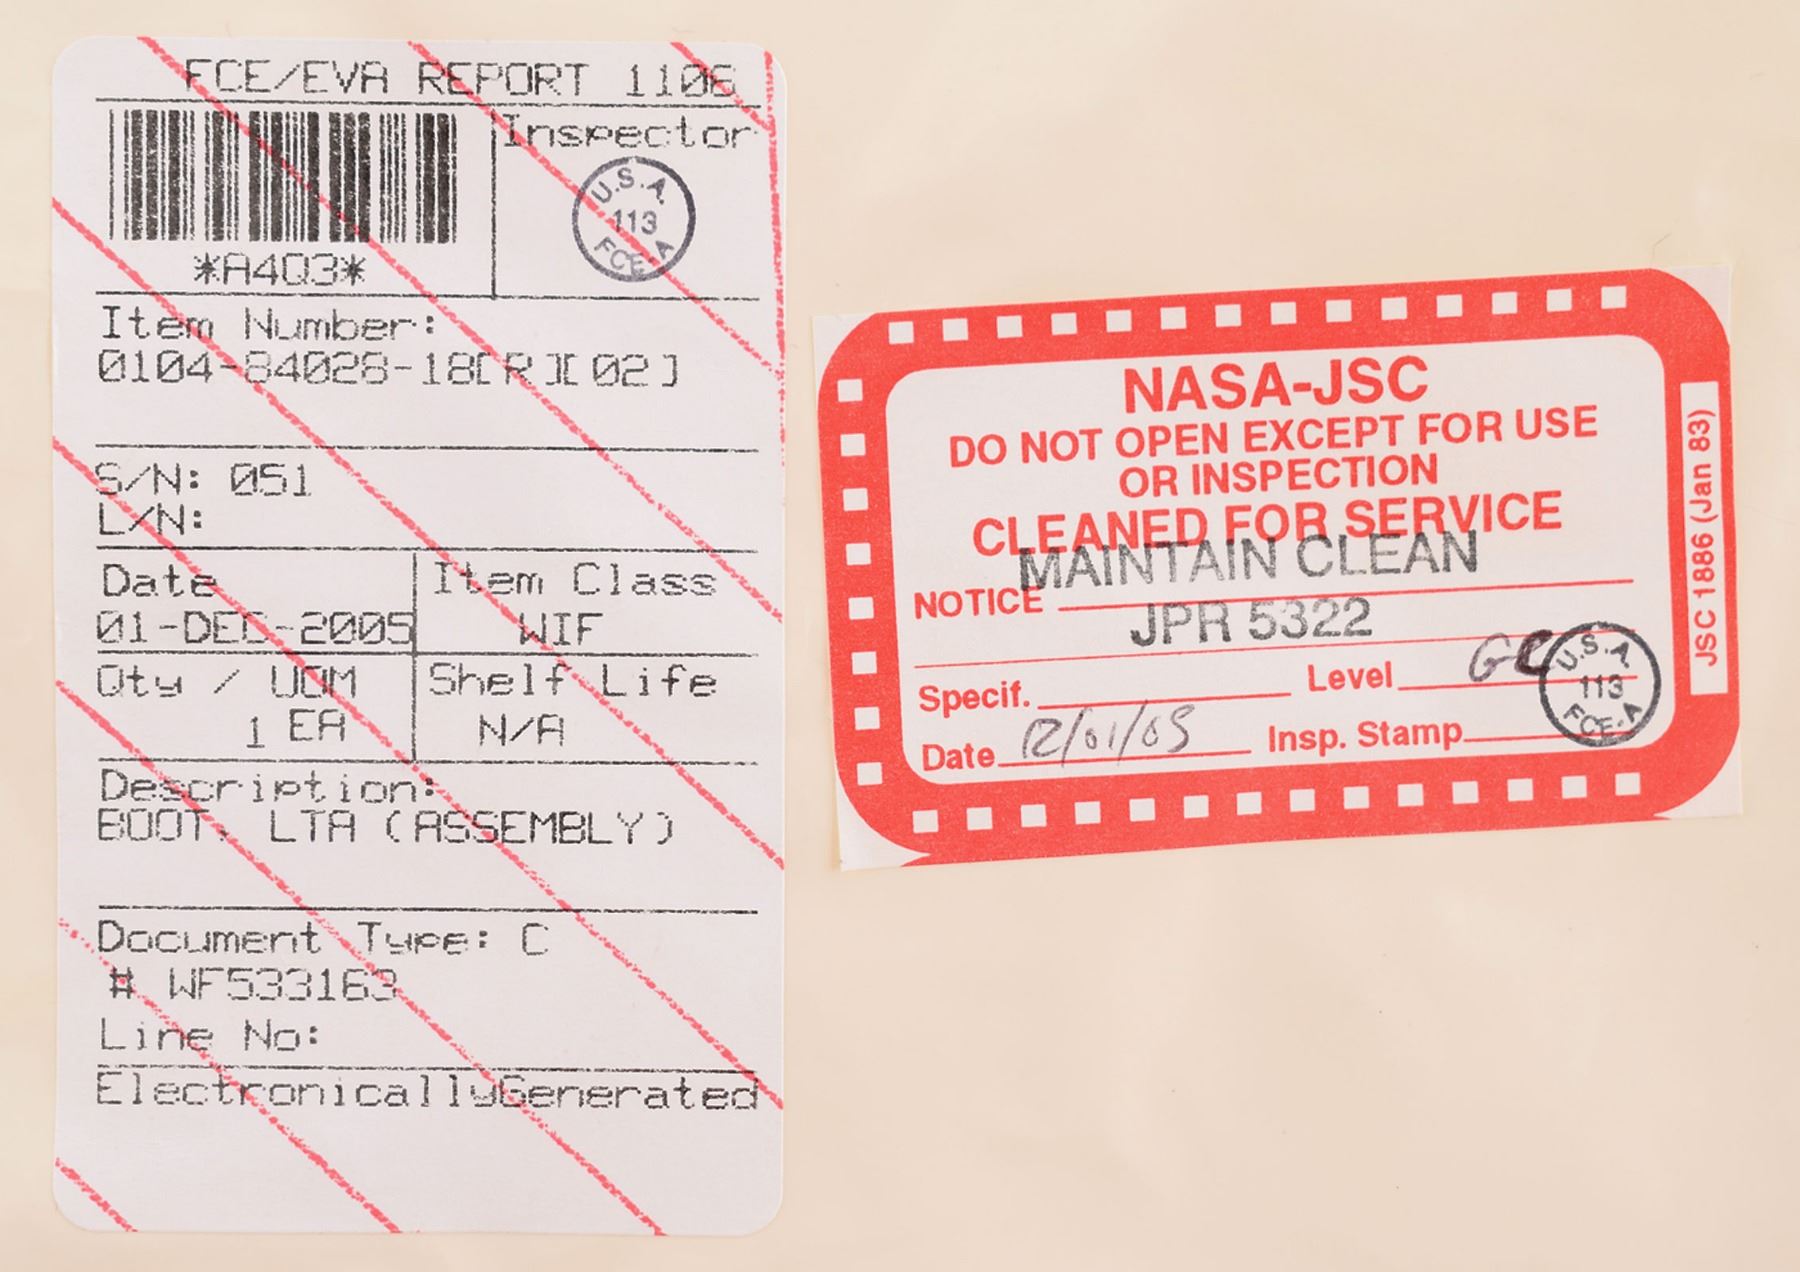 FCE/EVA REPORT 1106
Inspector
U.S.A.
113
FCE-A
*A4Q3*
Item Number:
0104-84028-18[R][02]
S/N: 051
L/N:
Date
Item Class
01-DEC-2005
WIF
Qty / UOM
Shelf Life
1 EA
N/A
Description:
BOOT, LTA (ASSEMBLY)
Document Type: C
# WF533163
Line No:
ElectronicallyGenerated
NASA-JSC
DO NOT OPEN EXCEPT FOR USE
OR INSPECTION
CLEANED FOR SERVICE
MAINTAIN CLEAN
NOTICE
JPR 5322
Specif. Level GC
Date 12/01/05 Insp. Stamp
U.S.A.
113
FCE-A
JSC 1886 (Jan 83)